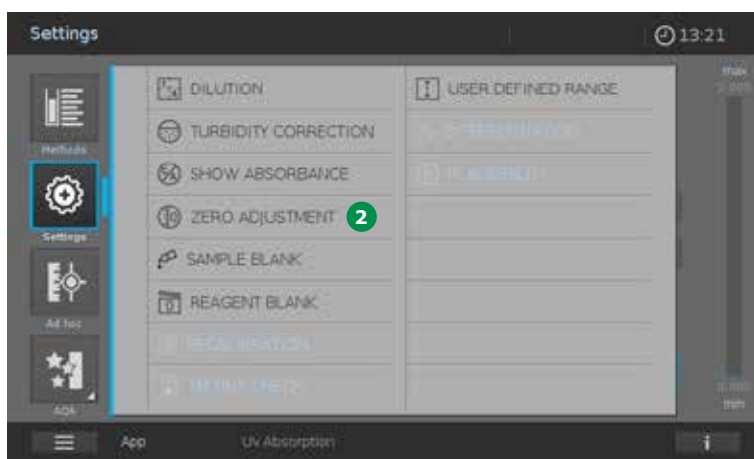 Settings
13:21
Methods
Settings
Ad hoc
AQA
DILUTION
TURBIDITY CORRECTION
SHOW ABSORBANCE
ZERO ADJUSTMENT 2
SAMPLE BLANK
REAGENT BLANK
RECALIBRATION
USER DEFINED RANGE
max
min
App
Uv Absorption
i